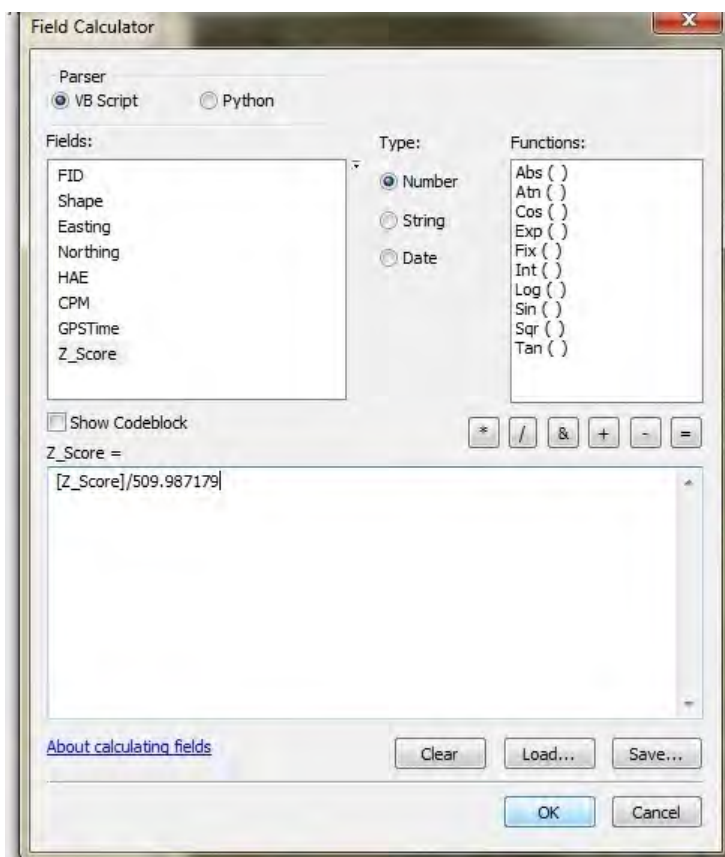 Field Calculator
X
Parser
VB Script
Python
Fields:
FID
Shape
Easting
Northing
HAE
CPM
GPSTime
Z_Score
Type:
Number
String
Date
Functions:
Abs ( )
Atn ( )
Cos ( )
Exp ( )
Fix ( )
Int ( )
Log ( )
Sin ( )
Sqr ( )
Tan ( )
Show Codeblock
* / & + - =
Z_Score =
[Z_Score]/509.987179
About calculating fields
Clear
Load...
Save...
OK
Cancel